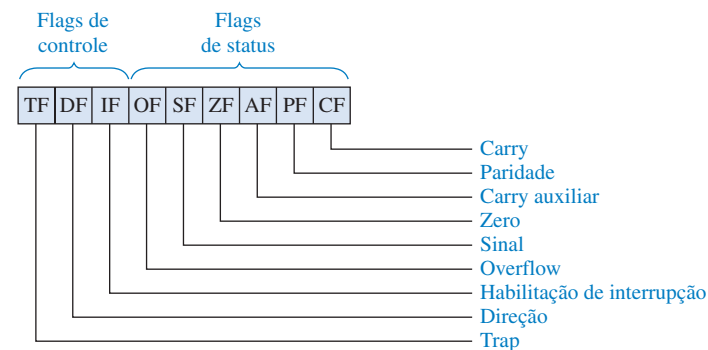 Flags de
controle
Flags
de status
TF DF IF OF SF ZF AF PF CF
Carry
Paridade
Carry auxiliar
Zero
Sinal
Overflow
Habilitação de interrupção
Direção
Trap